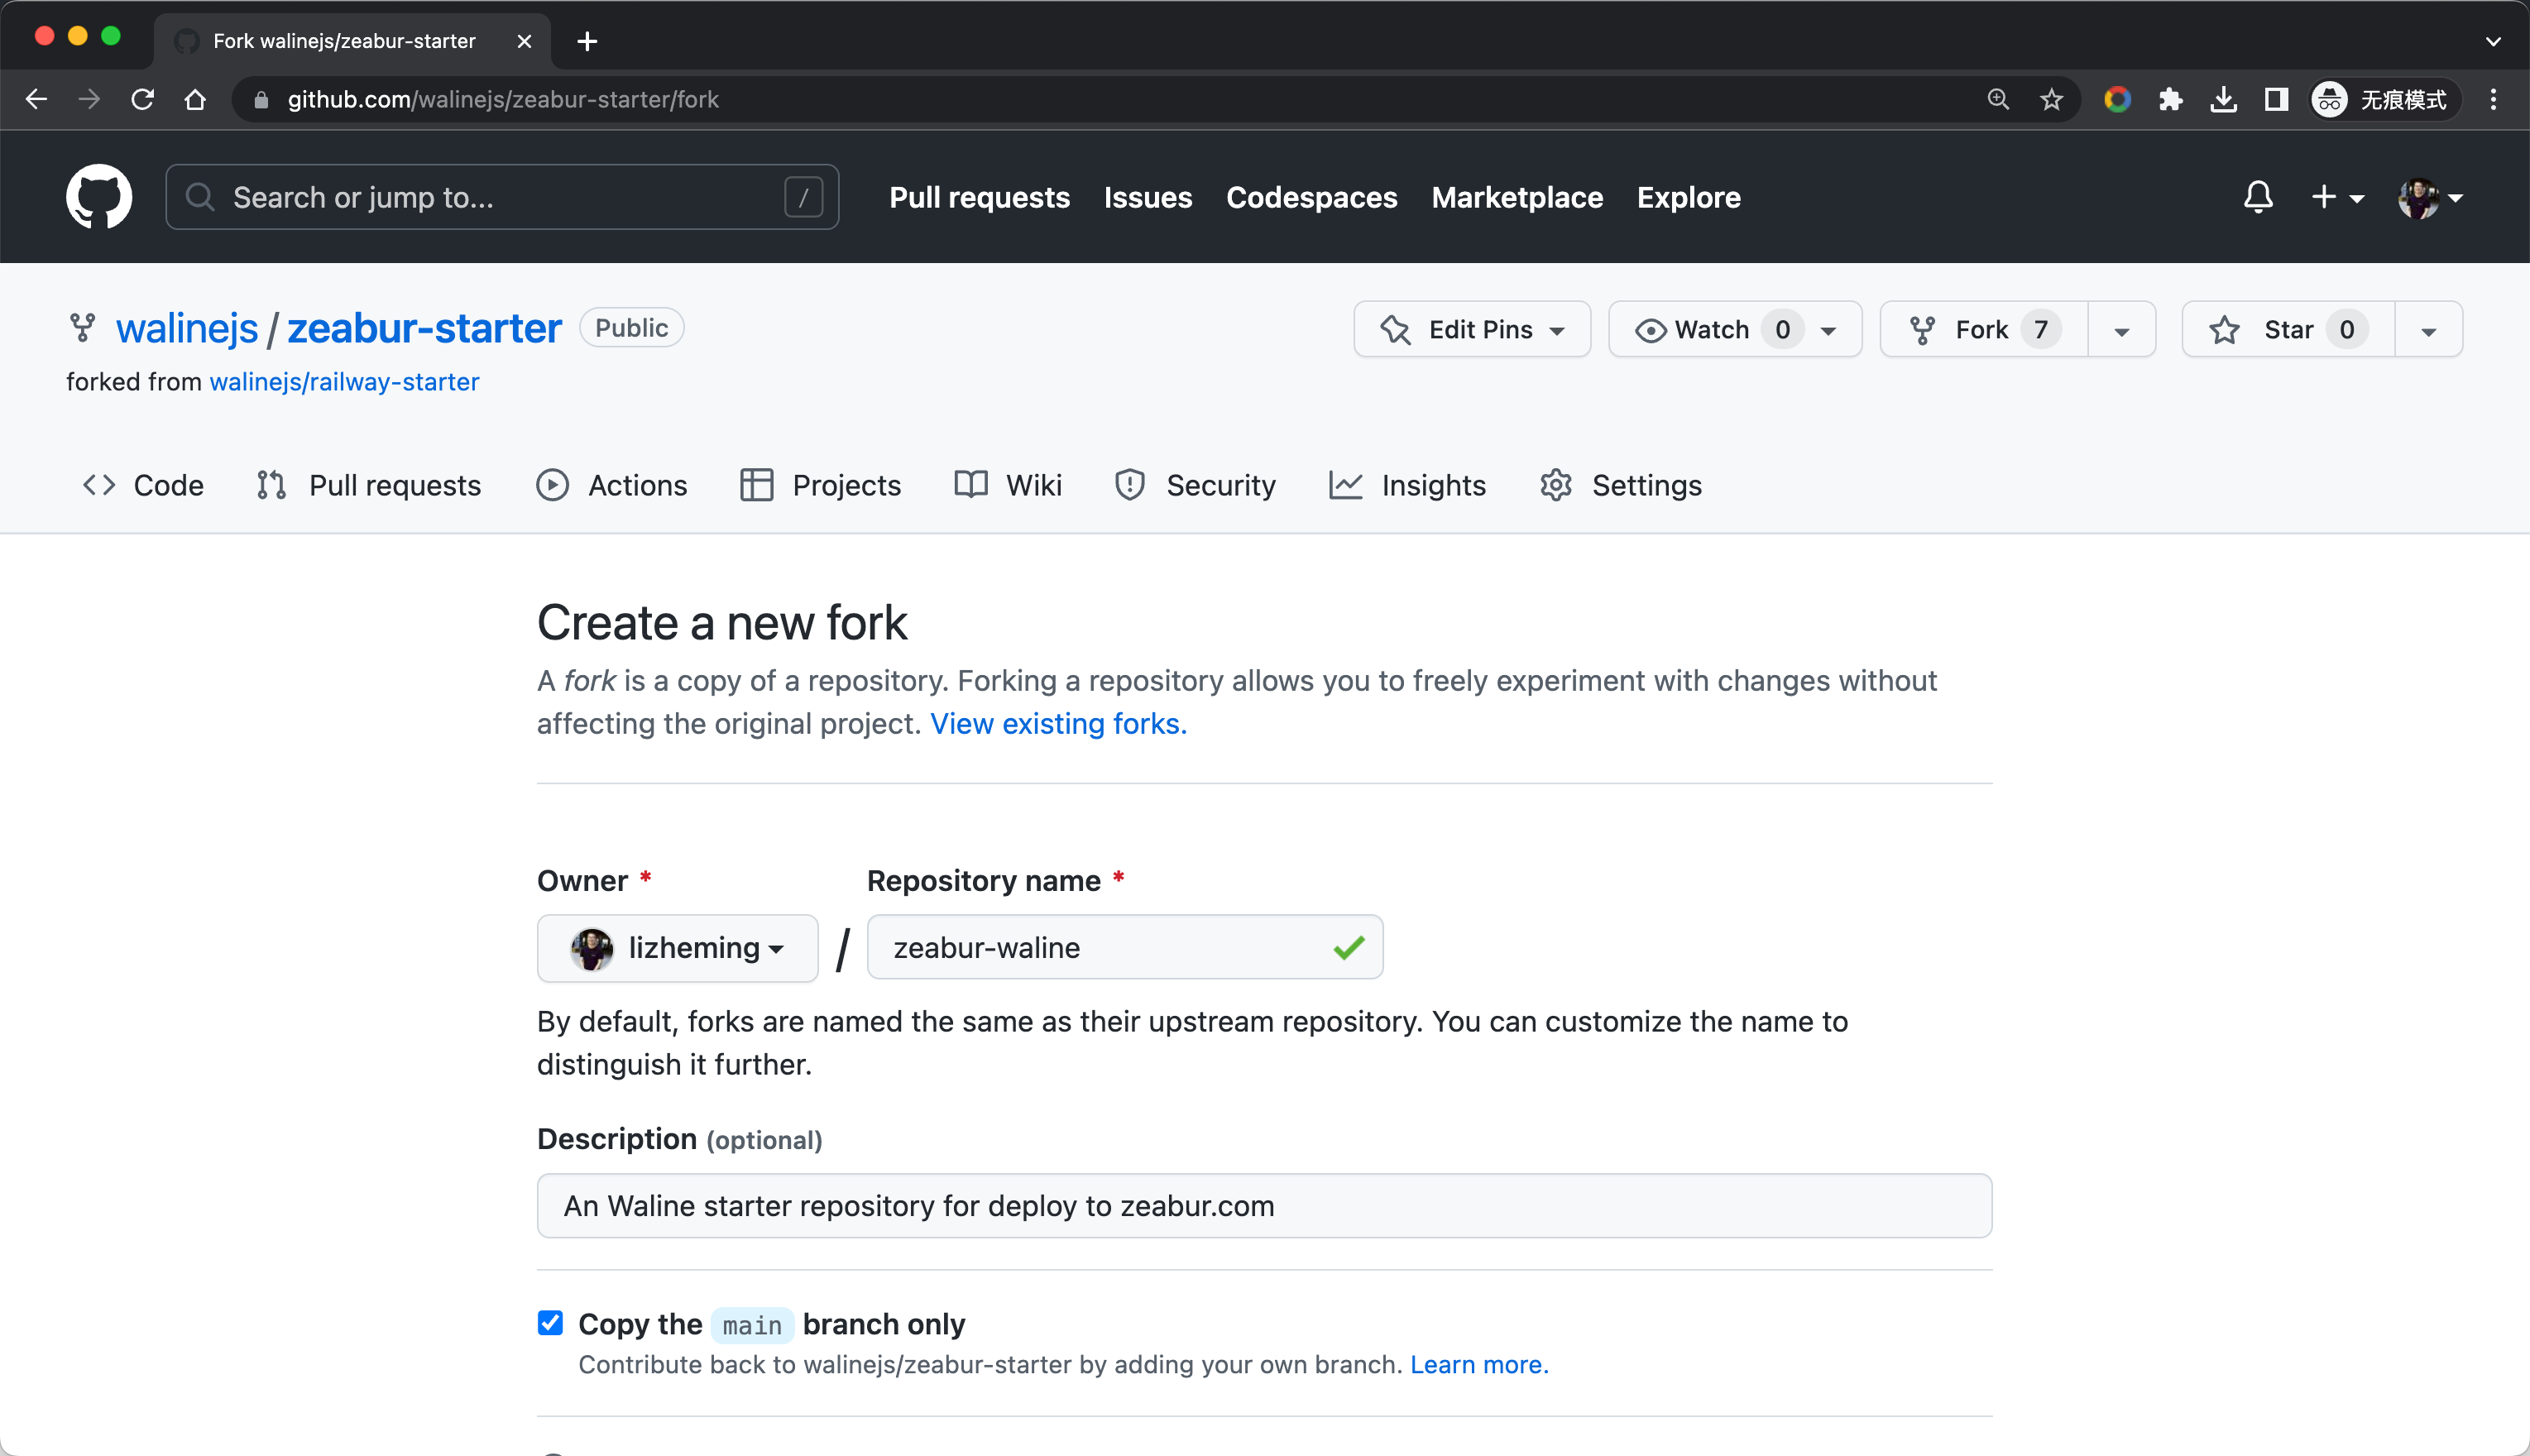 Fork walinejs/zeabur-starter
github.com/walinejs/zeabur-starter/fork
无痕模式
Search or jump to...
/
Pull requests
Issues
Codespaces
Marketplace
Explore
walinejs / zeabur-starter
Public
Edit Pins
Watch 0
Fork 7
Star 0
forked from walinejs/railway-starter
Code
Pull requests
Actions
Projects
Wiki
Security
Insights
Settings
Create a new fork
A fork is a copy of a repository. Forking a repository allows you to freely experiment with changes without
affecting the original project. View existing forks.
Owner *
Repository name *
lizheming
/
zeabur-waline
By default, forks are named the same as their upstream repository. You can customize the name to
distinguish it further.
Description (optional)
An Waline starter repository for deploy to zeabur.com
Copy the main branch only
Contribute back to walinejs/zeabur-starter by adding your own branch. Learn more.